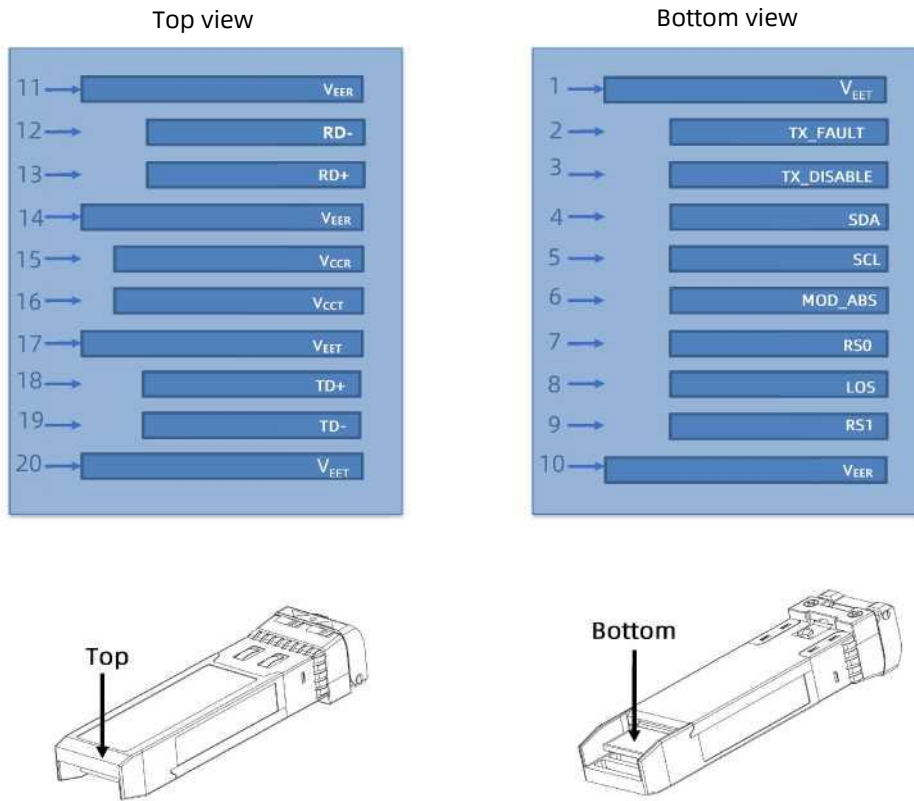 Top view
11 VEER
12 RD-
13 RD+
14 VEER
15 VCCR
16 VCCT
17 VEET
18 TD+
19 TD-
20 VEET
Bottom view
1 VEET
2 TX_FAULT
3 TX_DISABLE
4 SDA
5 SCL
6 MOD_ABS
7 RS0
8 LOS
9 RS1
10 VEER
Top
Bottom